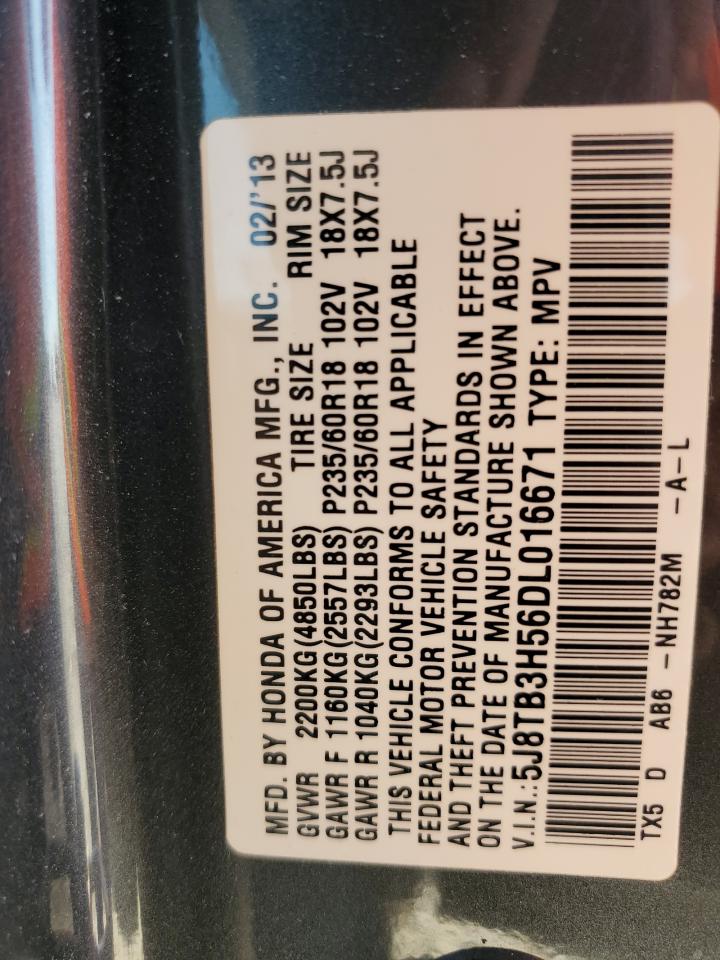 MFD. BY HONDA OF AMERICA MFG., INC. 02/'13
GVWR 2200KG(4850LBS) TIRE SIZE RIM SIZE
GAWR F 1160KG(2557LBS) P235/60R18 102V 18X7.5J
GAWR R 1040KG(2293LBS) P235/60R18 102V 18X7.5J
THIS VEHICLE CONFORMS TO ALL APPLICABLE
FEDERAL MOTOR VEHICLE SAFETY
AND THEFT PREVENTION STANDARDS IN EFFECT
ON THE DATE OF MANUFACTURE SHOWN ABOVE.
V.I.N.:5J8TB3H56DL016671 TYPE: MPV
TX5 D AB6 -NH782M -A-L